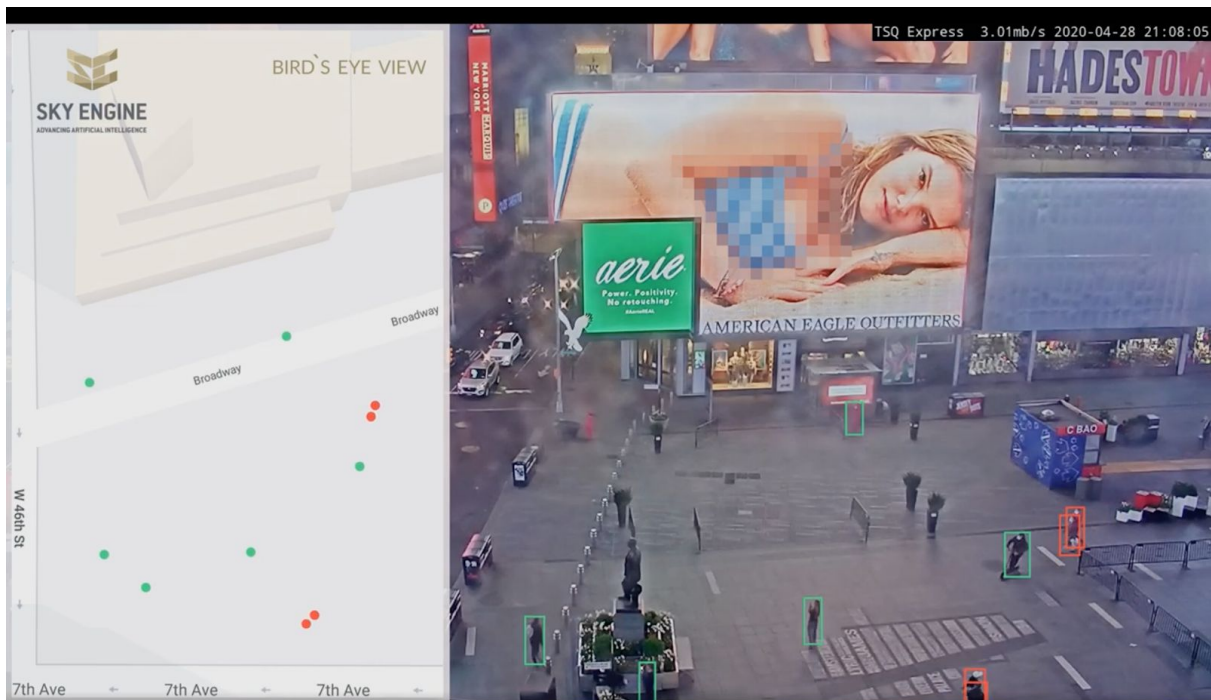 TSQ Express 3.01mb/s 2020-04-28 21:08:05
SKY ENGINE
ADVANCING ARTIFICIAL INTELLIGENCE
BIRD`S EYE VIEW
Broadway
Broadway
W 46th St
7th Ave
7th Ave
7th Ave
MARRIOTT MARQUIS
NEW YORK
HADESTOWN
aerie
Power. Positivity.
No retouching.
#AerieREAL
AMERICAN EAGLE OUTFITTERS
C BAO